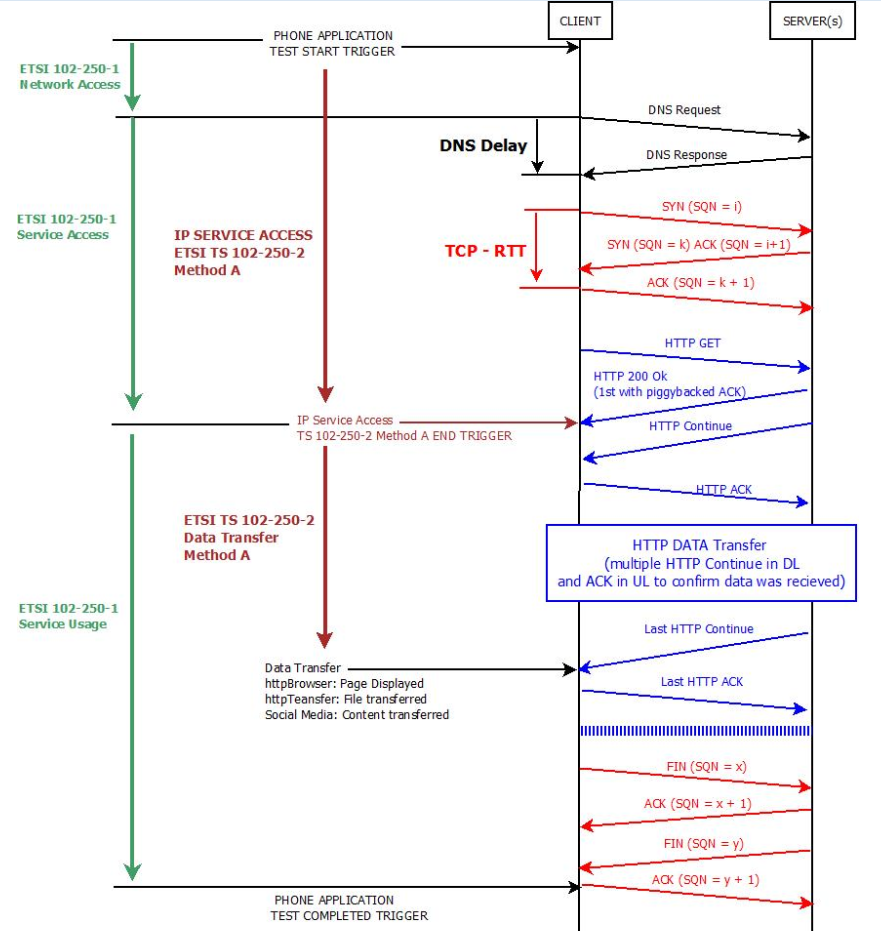 CLIENT
SERVER(s)
PHONE APPLICATION
TEST START TRIGGER
ETSI 102-250-1
Network Access
DNS Request
DNS Delay
DNS Response
SYN (SQN = i)
ETSI 102-250-1
Service Access
IP SERVICE ACCESS
ETSI TS 102-250-2
Method A
TCP - RTT
SYN (SQN = k) ACK (SQN = i+1)
ACK (SQN = k + 1)
HTTP GET
HTTP 200 Ok
(1st with piggybacked ACK)
IP Service Access
TS 102-250-2 Method A END TRIGGER
HTTP Continue
HTTP ACK
ETSI TS 102-250-2
Data Transfer
Method A
HTTP DATA Transfer
(multiple HTTP Continue in DL
and ACK in UL to confirm data was recieved)
ETSI 102-250-1
Service Usage
Last HTTP Continue
Data Transfer
httpBrowser: Page Displayed
httpTeansfer: File transferred
Social Media: Content transferred
Last HTTP ACK
FIN (SQN = x)
ACK (SQN = x + 1)
FIN (SQN = y)
ACK (SQN = y + 1)
PHONE APPLICATION
TEST COMPLETED TRIGGER